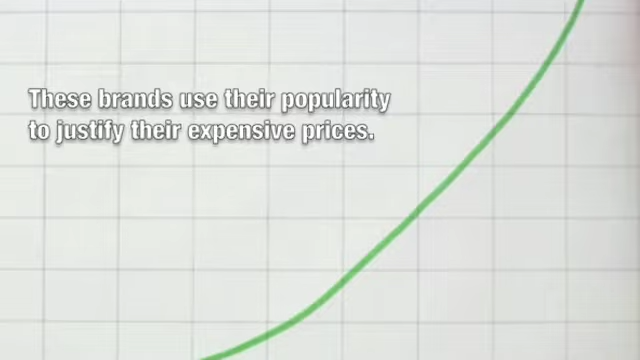 These brands use their popularity
to justify their expensive prices.